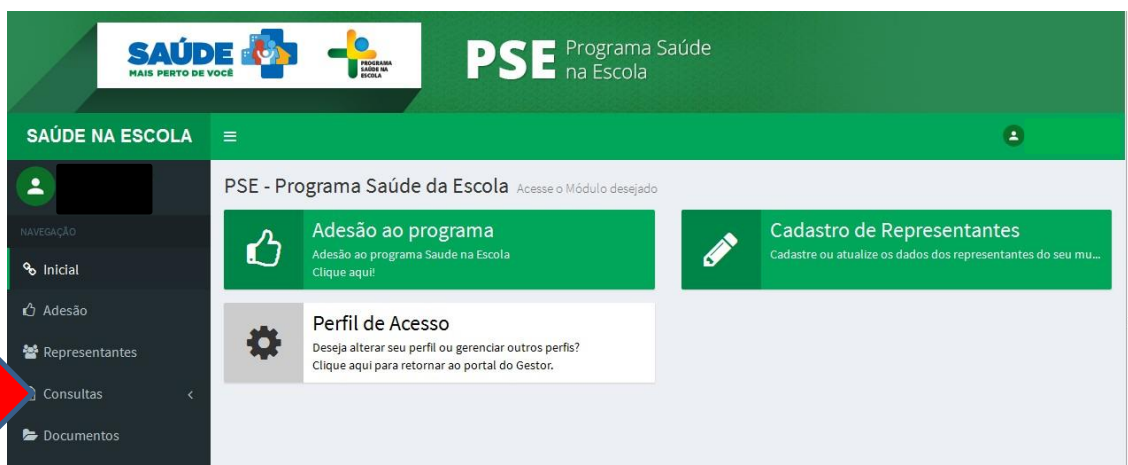 SAÚDE
MAIS PERTO DE VOCÊ
PROGRAMA
SAÚDE NA
ESCOLA
PSE Programa Saúde
na Escola
SAÚDE NA ESCOLA
PSE - Programa Saúde da Escola Acesse o Módulo desejado
NAVEGAÇÃO
Inicial
Adesão
Representantes
Consultas
Documentos
Adesão ao programa
Adesão ao programa Saude na Escola
Clique aqui!
Cadastro de Representantes
Cadastre ou atualize os dados dos representantes do seu mu...
Perfil de Acesso
Deseja alterar seu perfil ou gerenciar outros perfis?
Clique aqui para retornar ao portal do Gestor.